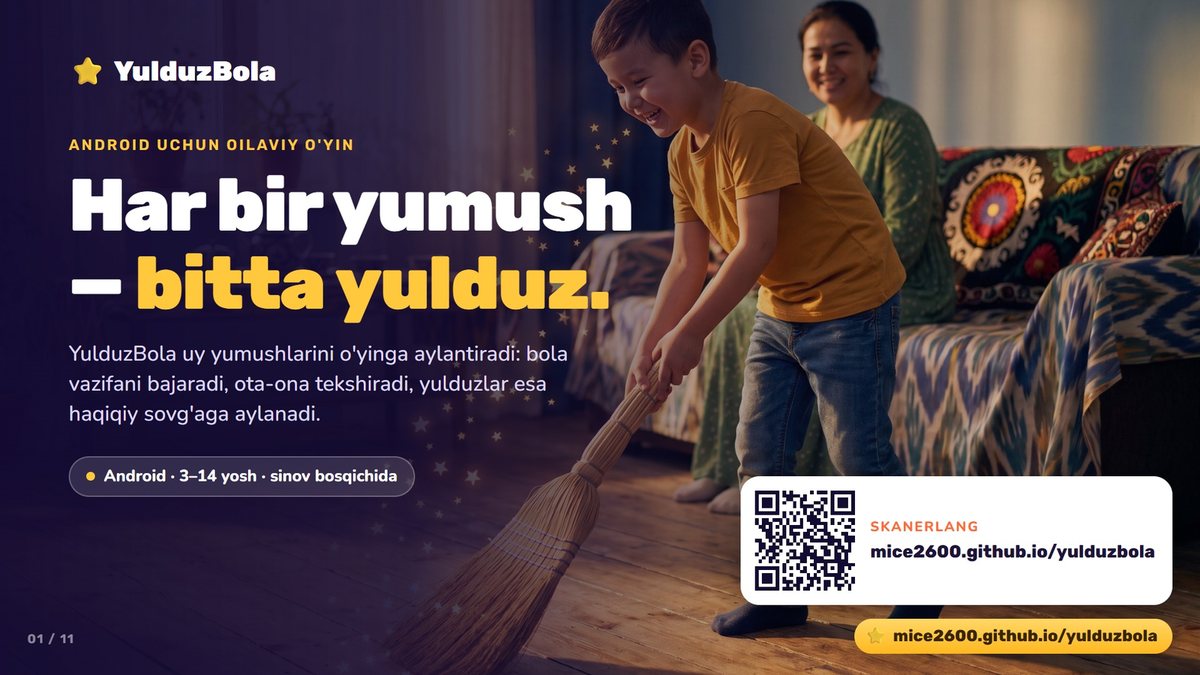 YulduzBola
ANDROID UCHUN OILAVIY O'YIN
Har bir yumush
– bitta yulduz.
YulduzBola uy yumushlarini o'yinga aylantiradi: bola
vazifani bajaradi, ota-ona tekshiradi, yulduzlar esa
haqiqiy sovg'aga aylanadi.
Android · 3–14 yosh · sinov bosqichida
SKANERLANG
mice2600.github.io/yulduzbola
mice2600.github.io/yulduzbola
01 / 11